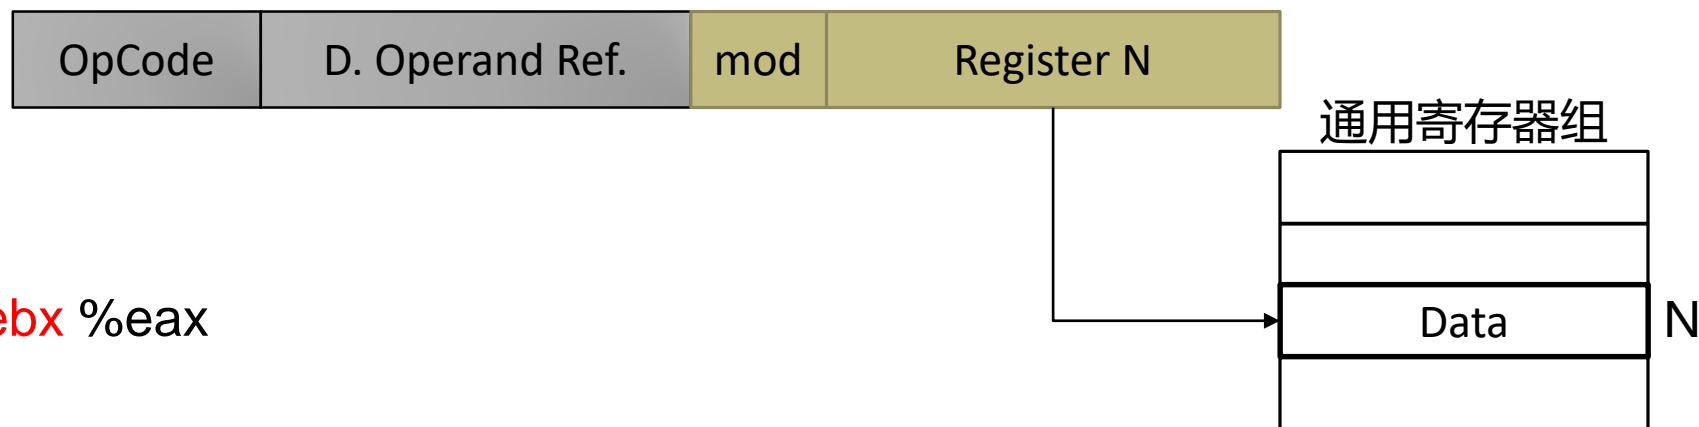 OpCode D. Operand Ref. mod Register N
通用寄存器组
ebx %eax
Data N